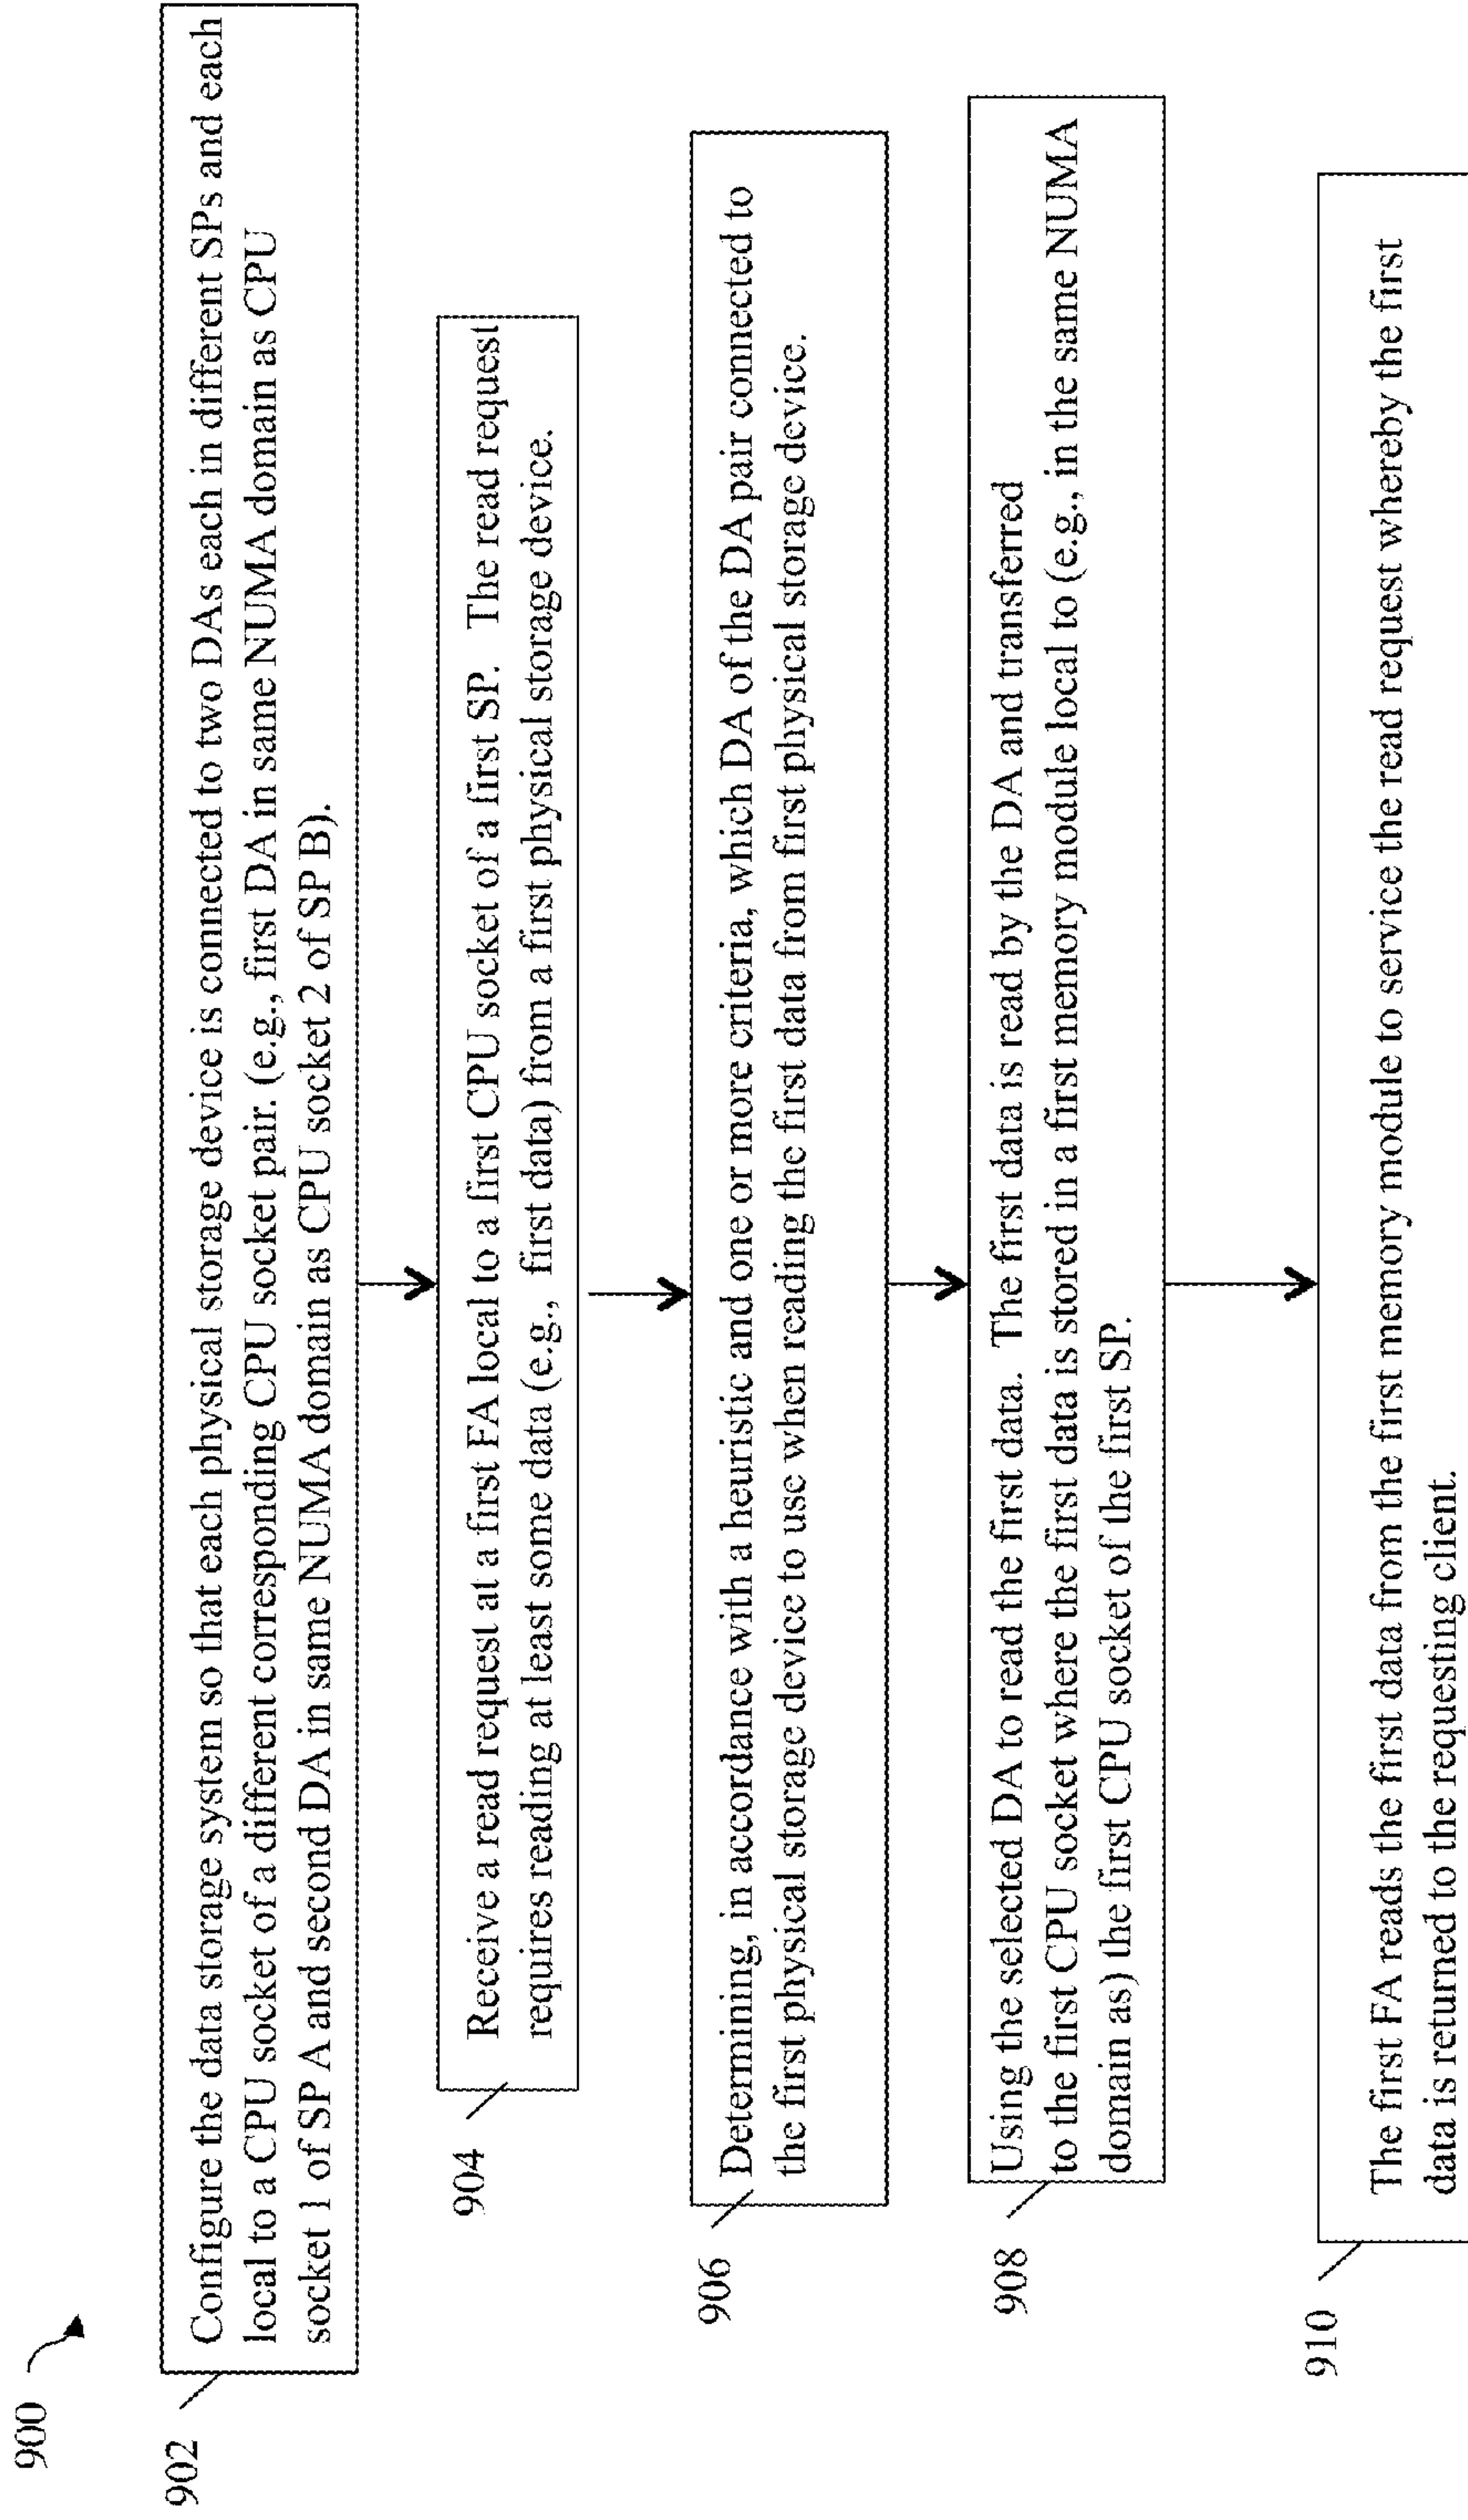 900
902
Configure the data storage system so that each physical storage device is connected to two DAs each in different SPs and each
local to a CPU socket of a different corresponding CPU socket pair. (e.g., first DA in same NUMA domain as CPU
socket 1 of SP A and second DA in same NUMA domain as CPU socket 2 of SP B).
904
Receive a read request at a first FA local to a first CPU socket of a first SP. The read request
requires reading at least some data (e.g., first data) from a first physical storage device.
906
Determining, in accordance with a heuristic and one or more criteria, which DA of the DA pair connected to
the first physical storage device to use when reading the first data from first physical storage device.
908
Using the selected DA to read the first data. The first data is read by the DA and transferred
to the first CPU socket where the first data is stored in a first memory module local to (e.g., in the same NUMA
domain as) the first CPU socket of the first SP.
910
The first FA reads the first data from the first memory module to service the read request whereby the first
data is returned to the requesting client.